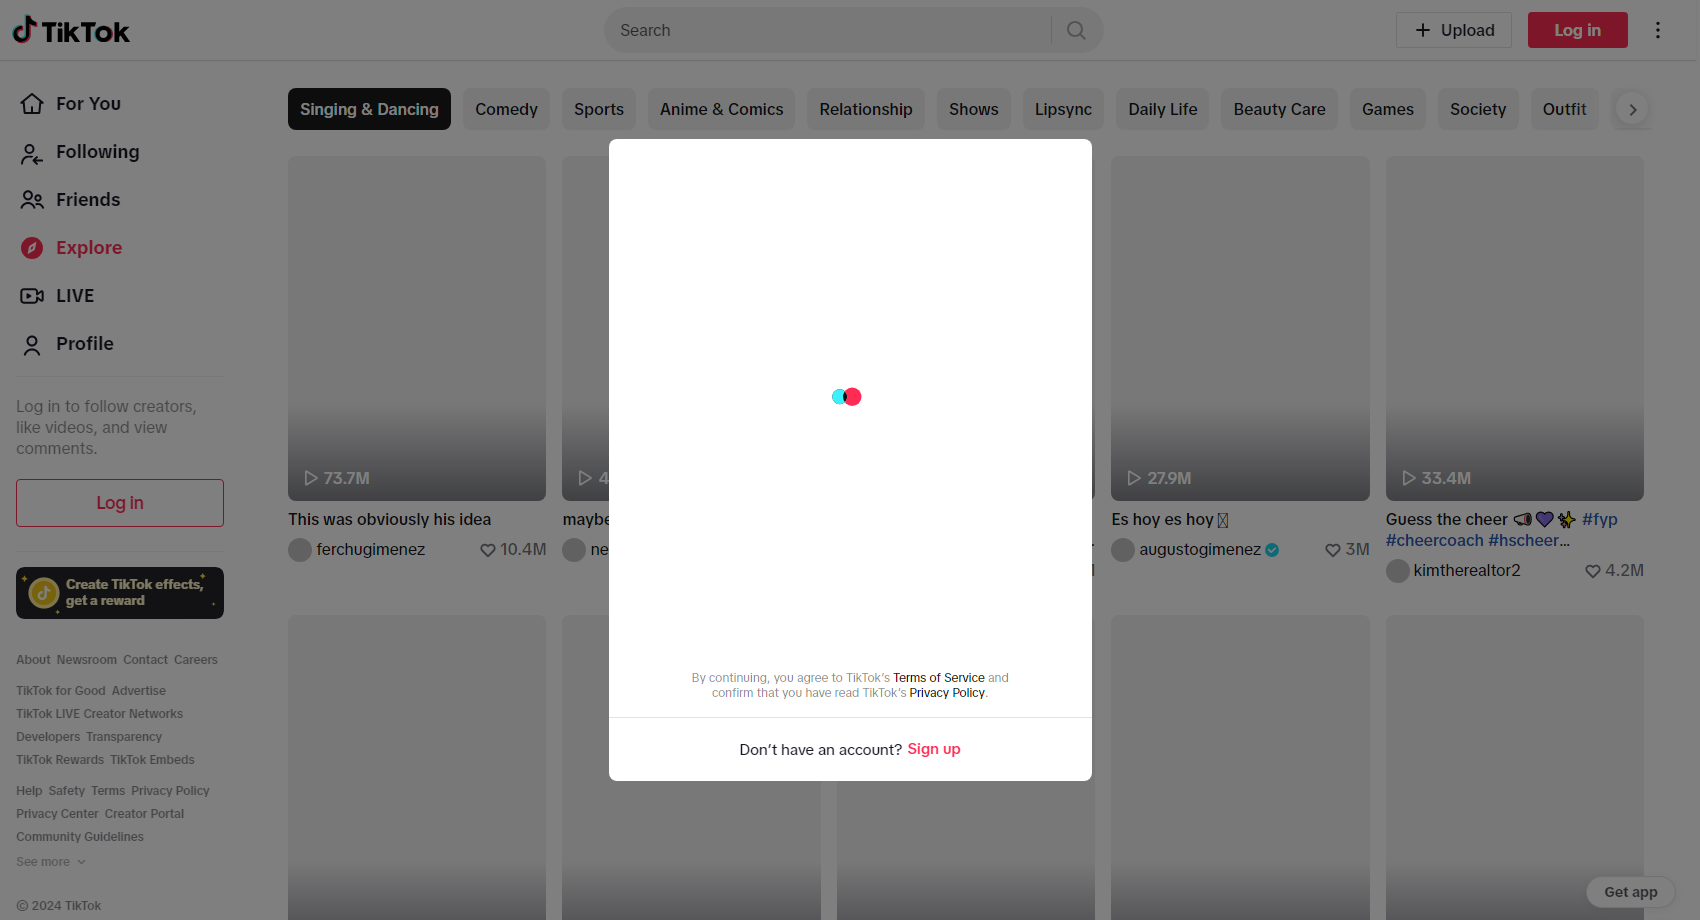 TikTok
Search
Upload
Log in
For You
Following
Friends
Explore
LIVE
Profile
Log in to follow creators,
like videos, and view
comments.
Log in
Create TikTok effects,
get a reward
About Newsroom Contact Careers
TikTok for Good Advertise
TikTok LIVE Creator Networks
Developers Transparency
TikTok Rewards TikTok Embeds
Help Safety Terms Privacy Policy
Privacy Center Creator Portal
Community Guidelines
See more
© 2024 TikTok
Singing & Dancing Comedy Sports Anime & Comics Relationship Shows Lipsync Daily Life Beauty Care Games Society Outfit
73.7M
This was obviously his idea
ferchugimenez 10.4M
4
maybe
ne
27.9M
Es hoy es hoy
augustogimenez 3M
33.4M
Guess the cheer 📣💜✨ #fyp
#cheercoach #hscheer...
kimtherealtor2 4.2M
By continuing, you agree to TikTok's Terms of Service and
confirm that you have read TikTok's Privacy Policy.
Don't have an account? Sign up
Get app